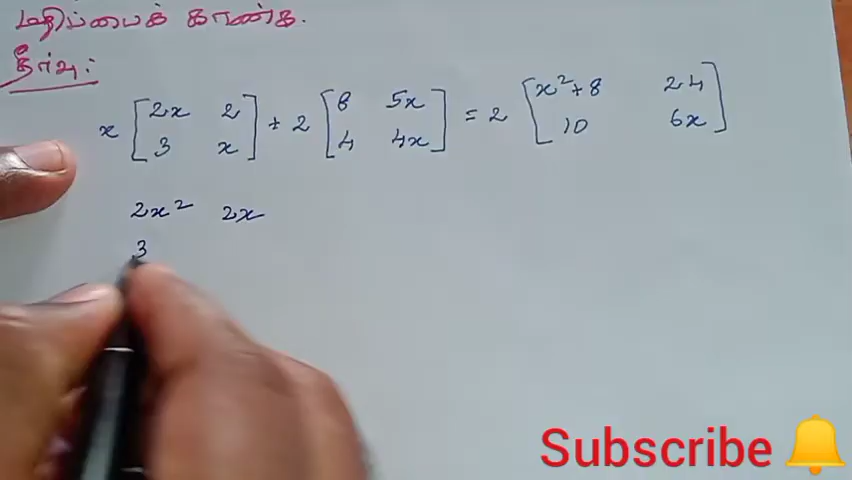 மதிப்பைக் காண்க.
தீர்வு:
x [2x 2] + 2 [8 5x] = 2 [x²+8 24]
[3 x] [4 4x] [10 6x]
2x² 2x
3
Subscribe